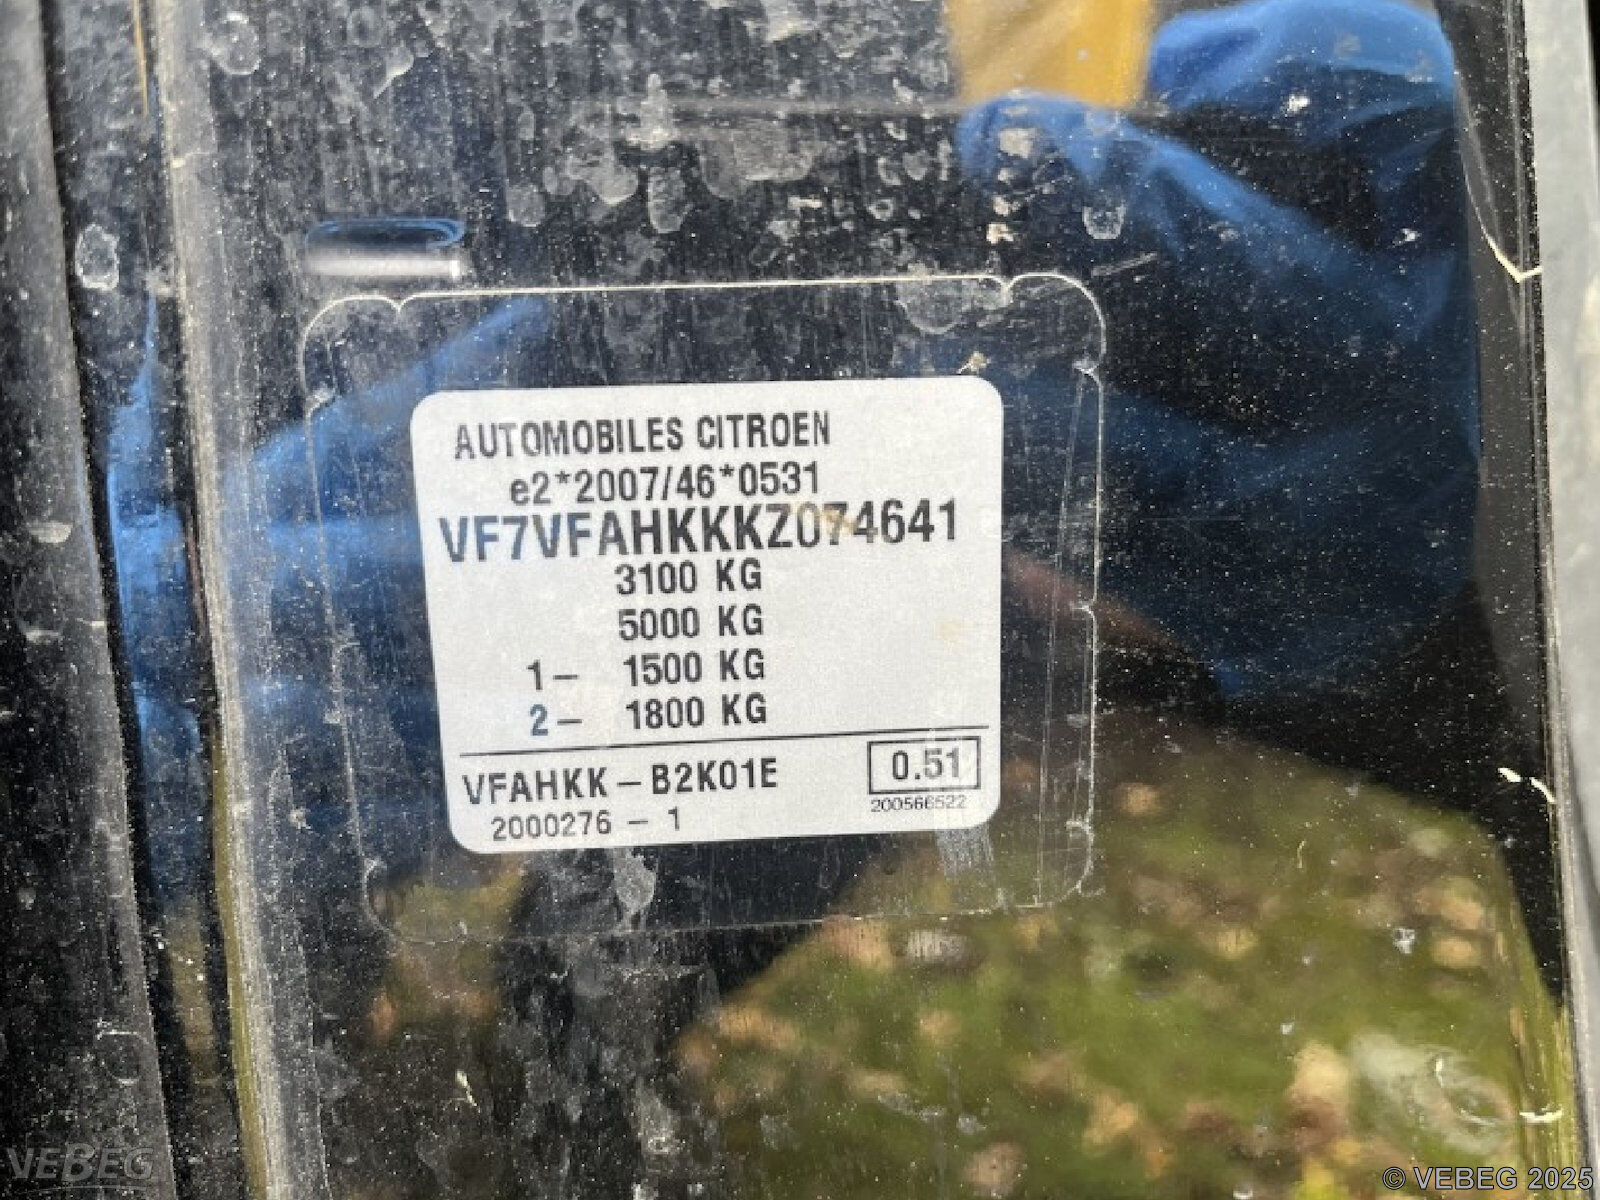 AUTOMOBILES CITROEN
e2*2007/46*0531
VF7VFAHKKKZ074641
3100 KG
5000 KG
1 – 1500 KG
2 – 1800 KG
VFAHKK – B2K01E
0.51
2000276 – 1
200566522
VEBEG
© VEBEG 2025